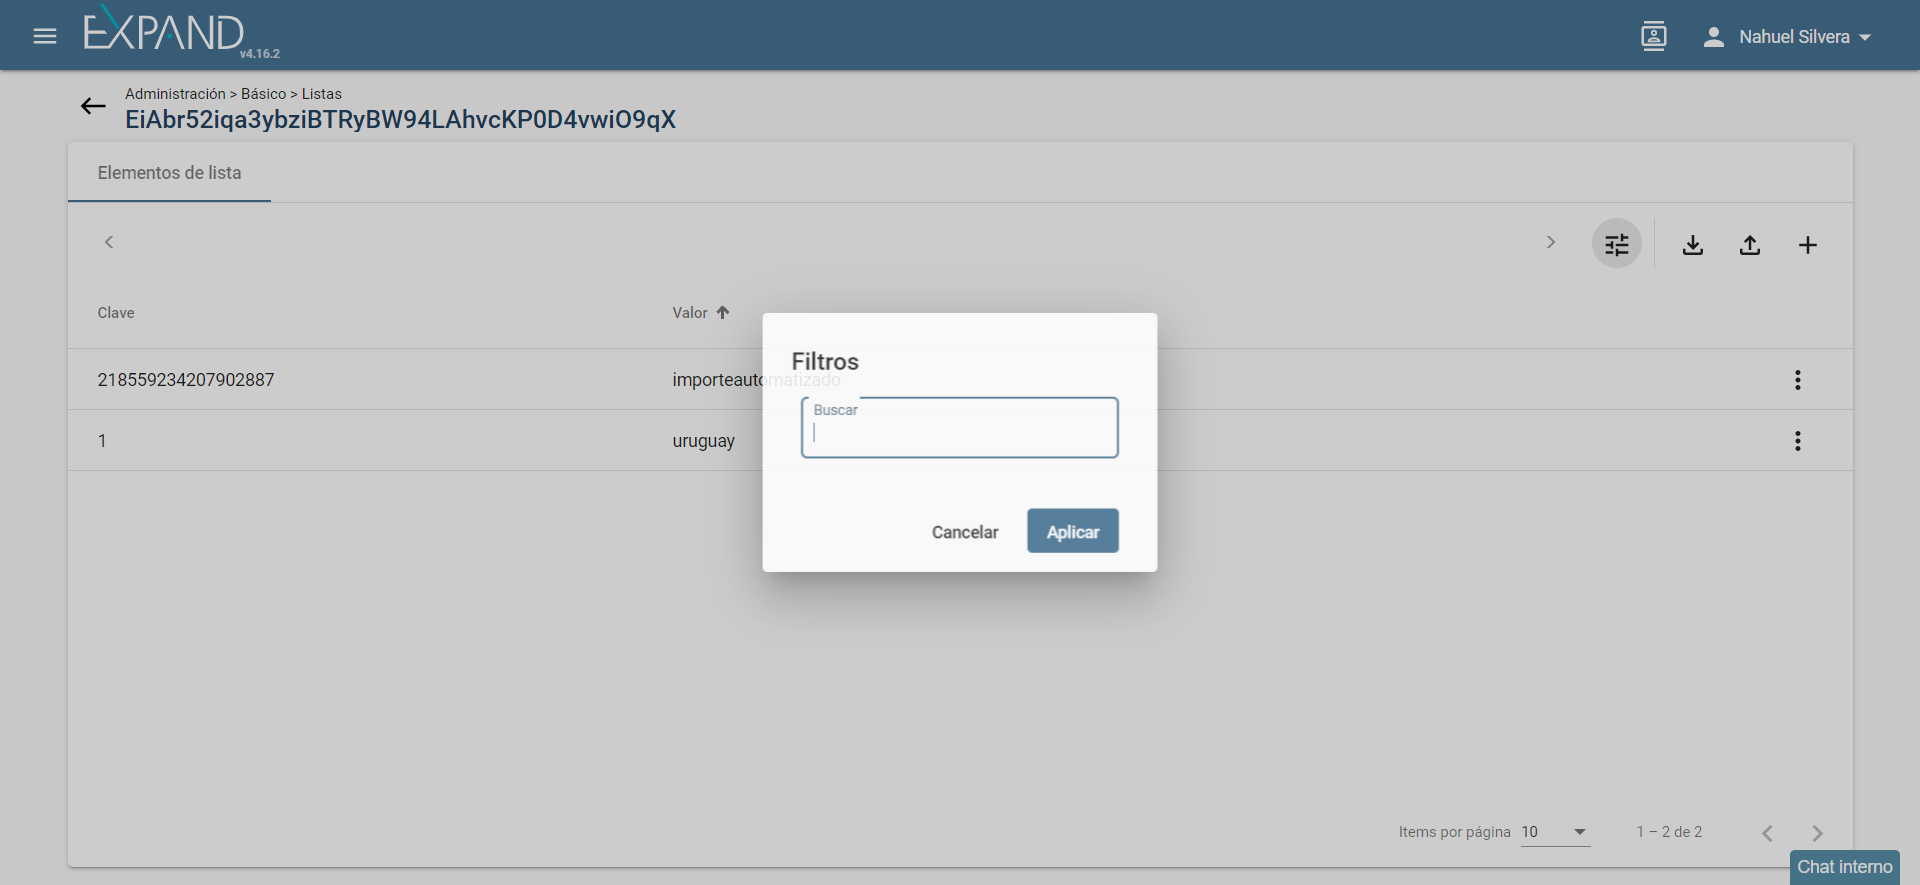 EXPAND
v4.16.2
Nahuel Silvera
Administración > Básico > Listas
EiAbr52iqa3ybziBTRyBW94LAhvcKP0D4vwiO9qX
Elementos de lista
Clave
Valor
218559234207902887
importeautomatizado
1
uruguay
Filtros
Buscar
Cancelar
Aplicar
Items por página 10
1 – 2 de 2
Chat interno